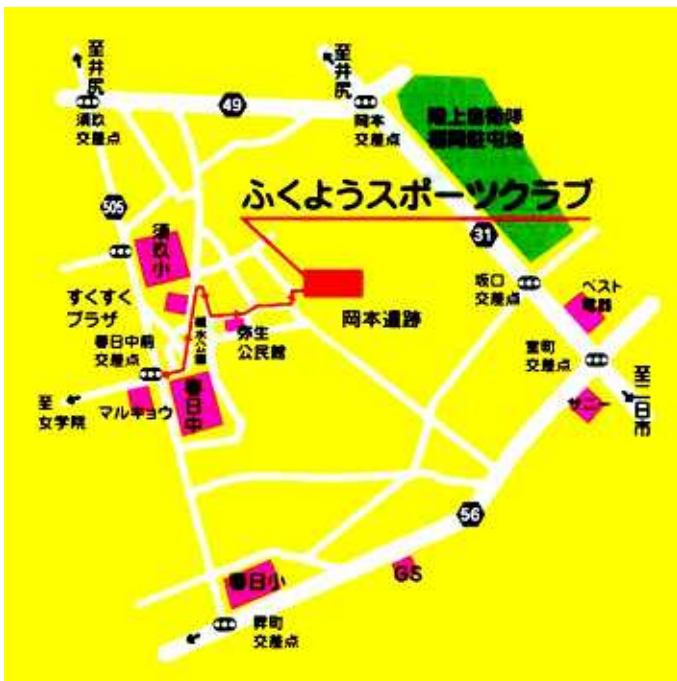 至井尻
至井尻
49
須玖
交差点
岡本
交差点
陸上自衛隊
福岡駐屯地
ふくようスポーツクラブ
505
31
須玖小
坂口
交差点
ベスト
電器
すくすく
プラザ
岡本遺跡
弥生
公民館
春日中前
交差点
室町
交差点
至
女学院
マルキョウ
春日中
サニー
至二日市
56
春日小
GS
昇町
交差点